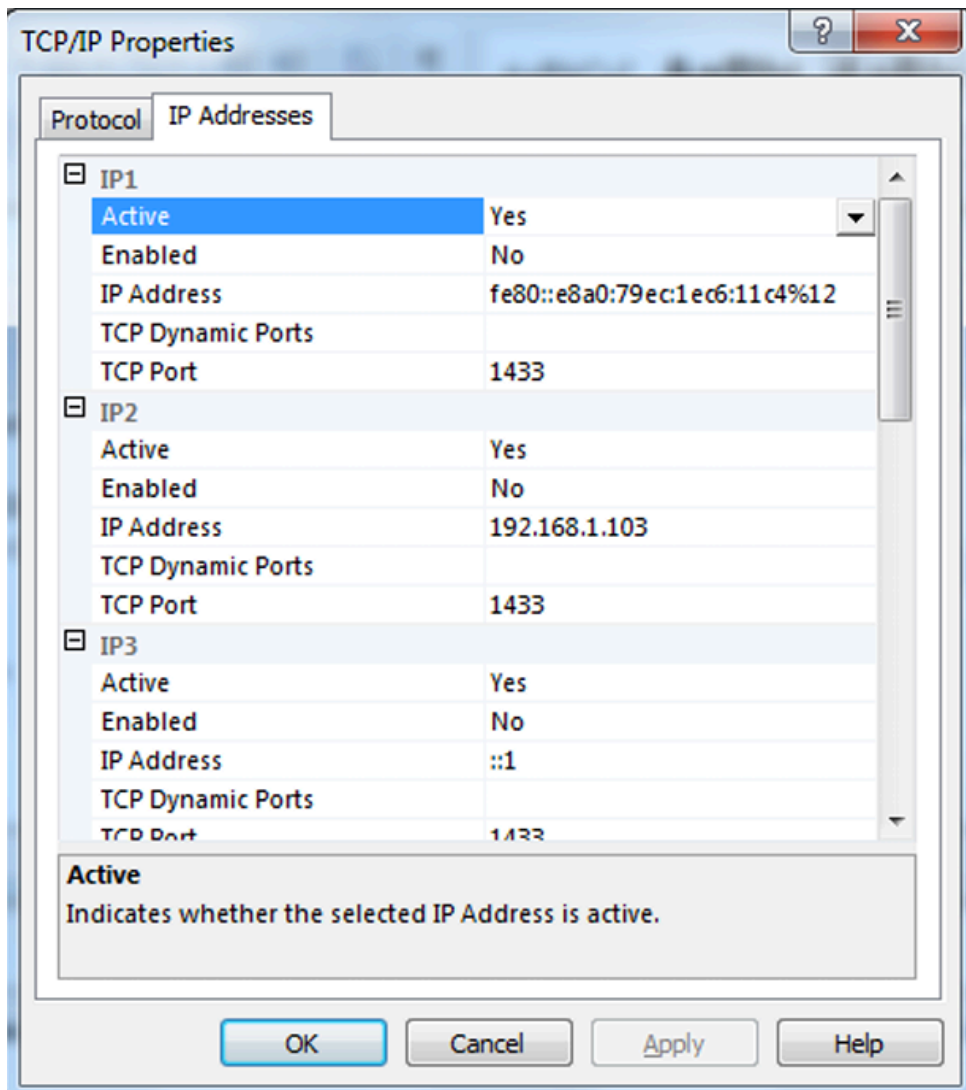 TCP/IP Properties
Protocol IP Addresses
IP1
Active Yes
Enabled No
IP Address fe80::e8a0:79ec:1ec6:11c4%12
TCP Dynamic Ports
TCP Port 1433
IP2
Active Yes
Enabled No
IP Address 192.168.1.103
TCP Dynamic Ports
TCP Port 1433
IP3
Active Yes
Enabled No
IP Address ::1
TCP Dynamic Ports
TCP Port 1433
Active
Indicates whether the selected IP Address is active.
OK Cancel Apply Help